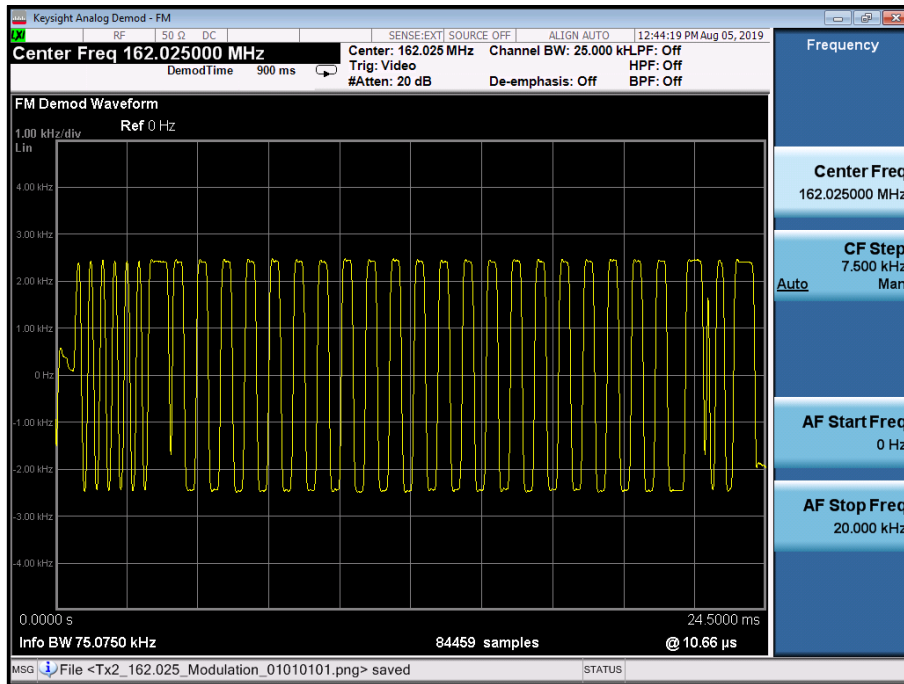 Keysight Analog Demod - FM
LXI RF 50 Ω DC SENSE:EXT SOURCE OFF ALIGN AUTO 12:44:19 PM Aug 05, 2019
Center Freq 162.025000 MHz
DemodTime 900 ms
Center: 162.025 MHz Channel BW: 25.000 kHLPF: Off
Trig: Video HPF: Off
#Atten: 20 dB De-emphasis: Off BPF: Off
FM Demod Waveform
Ref 0 Hz
1.00 kHz/div
Lin
4.00 kHz
3.00 kHz
2.00 kHz
1.00 kHz
0 Hz
-1.00 kHz
-2.00 kHz
-3.00 kHz
-4.00 kHz
0.0000 s 24.5000 ms
Info BW 75.0750 kHz 84459 samples @ 10.66 µs
MSG File <Tx2_162.025_Modulation_01010101.png> saved STATUS
Frequency
Center Freq
162.025000 MHz
CF Step
7.500 kHz
Auto Man
AF Start Freq
0 Hz
AF Stop Freq
20.000 kHz